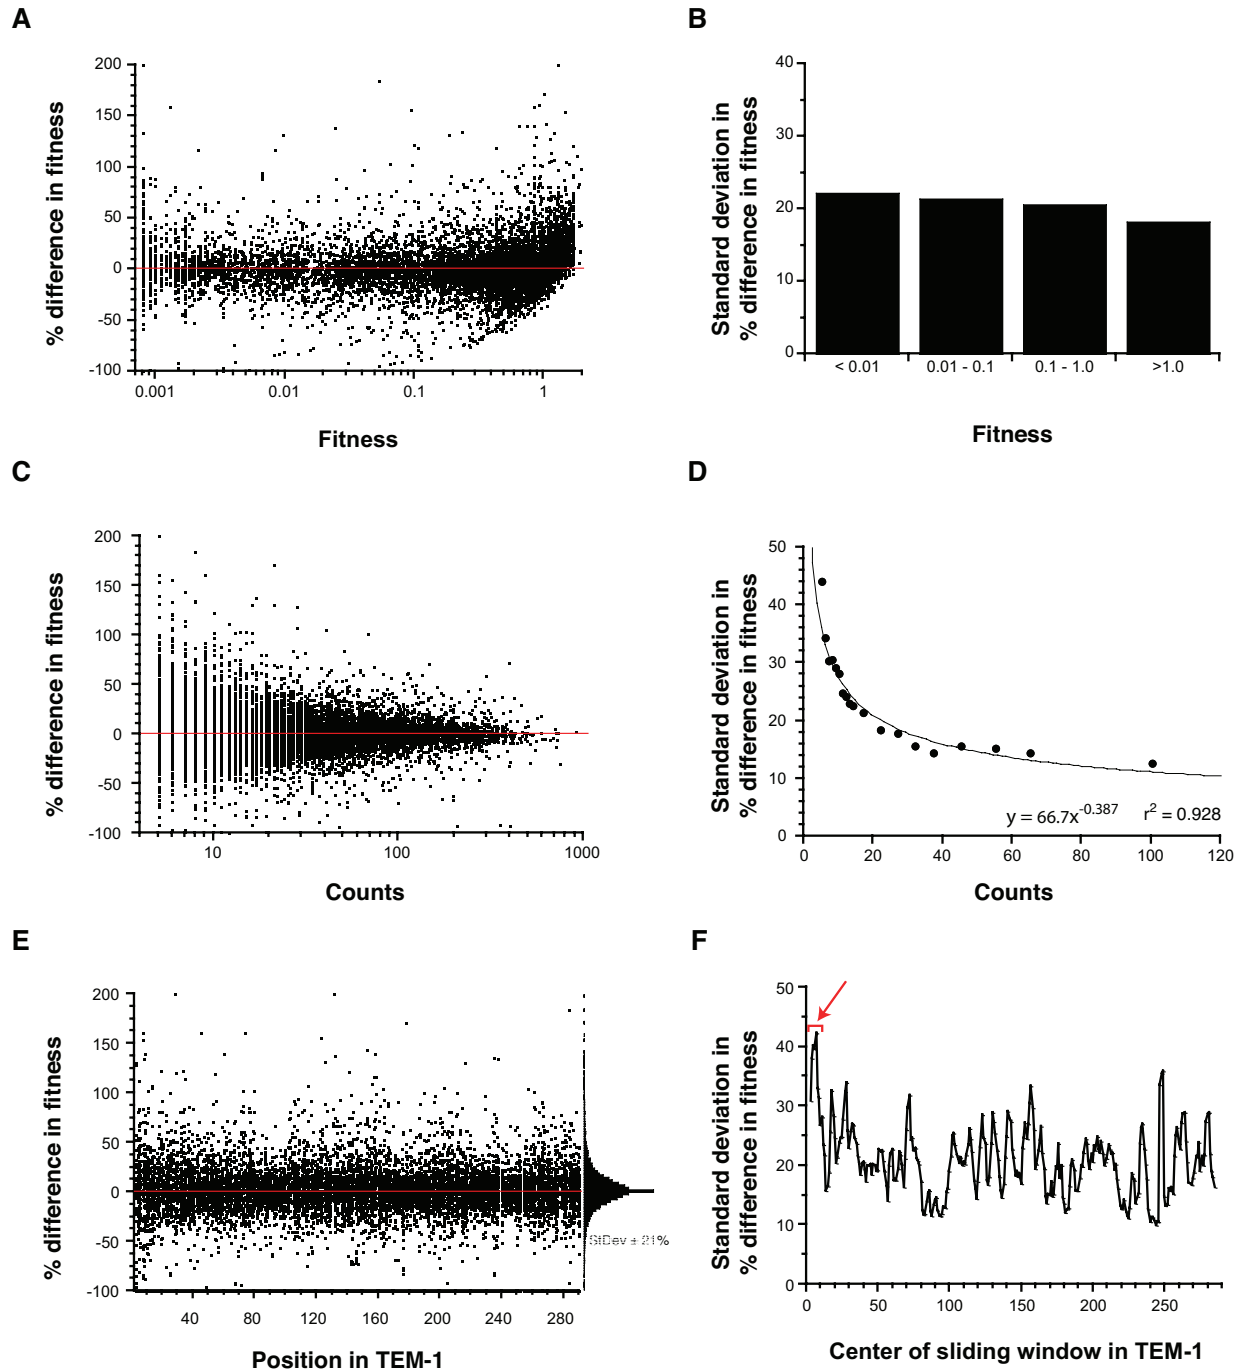 A
% difference in fitness
200
150
100
50
0
-50
-100
0.001
0.01
0.1
1
Fitness
B
Standard deviation in
% difference in fitness
40
30
20
10
0
< 0.01
0.01 - 0.1
0.1 - 1.0
>1.0
Fitness
C
% difference in fitness
200
150
100
50
0
-50
-100
10
100
1000
Counts
D
Standard deviation in
% difference in fitness
50
40
30
20
10
0
y = 66.7x^-0.387 r² = 0.928
0
20
40
60
80
100
120
Counts
E
% difference in fitness
200
150
100
50
0
-50
-100
StDev ± 21%
40
80
120
160
200
240
280
Position in TEM-1
F
Standard deviation in
% difference in fitness
50
40
30
20
10
0
0
50
100
150
200
250
Center of sliding window in TEM-1